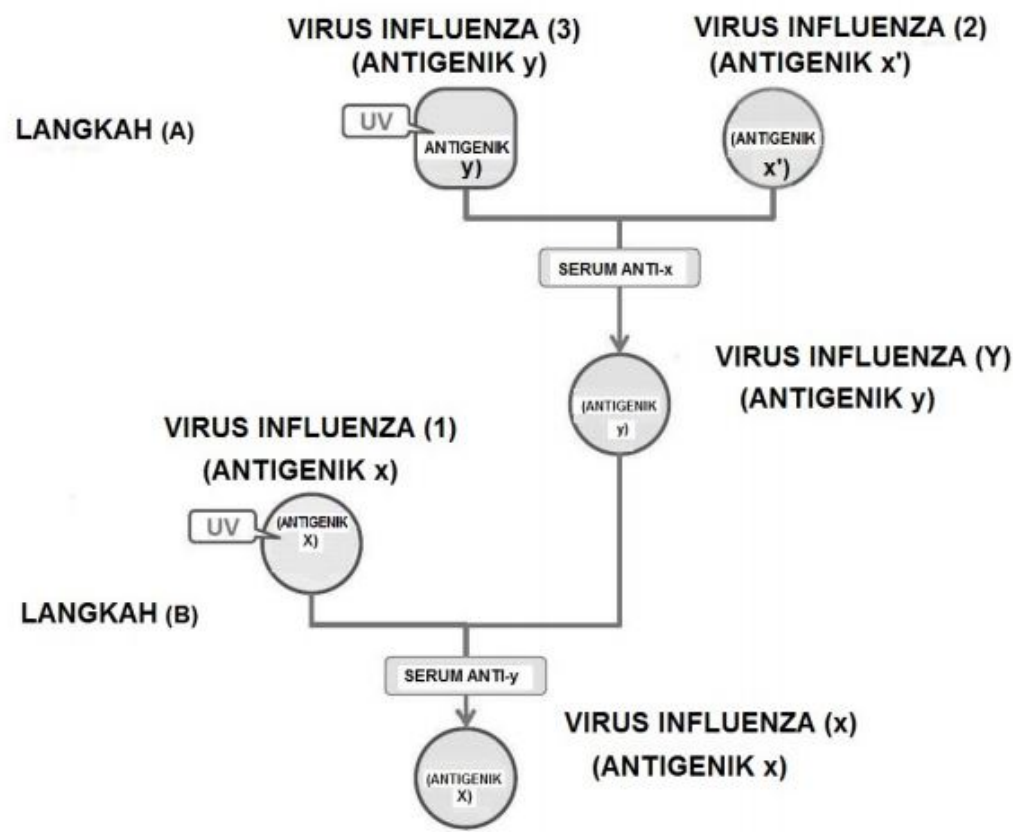 VIRUS INFLUENZA (3)
(ANTIGENIK y)
VIRUS INFLUENZA (2)
(ANTIGENIK x')
LANGKAH (A)
UV
ANTIGENIK
y)
(ANTIGENIK
x')
SERUM ANTI-x
VIRUS INFLUENZA (Y)
(ANTIGENIK y)
(ANTIGENIK
y)
VIRUS INFLUENZA (1)
(ANTIGENIK x)
UV
(ANTIGENIK
X)
LANGKAH (B)
SERUM ANTI-y
VIRUS INFLUENZA (x)
(ANTIGENIK x)
(ANTIGENIK
X)